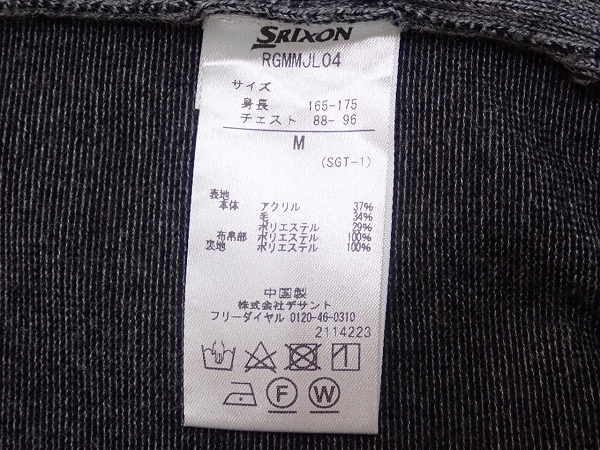 SRIXON
RGMMJL04
サイズ
身長 165-175
チェスト 88-96
M
(SGT-1)
表地
本体 アクリル 37%
毛 34%
ポリエステル 29%
布帛部 ポリエステル 100%
裏地 ポリエステル 100%
中国製
株式会社デサント
フリーダイヤル 0120-46-0310
2114223
F W